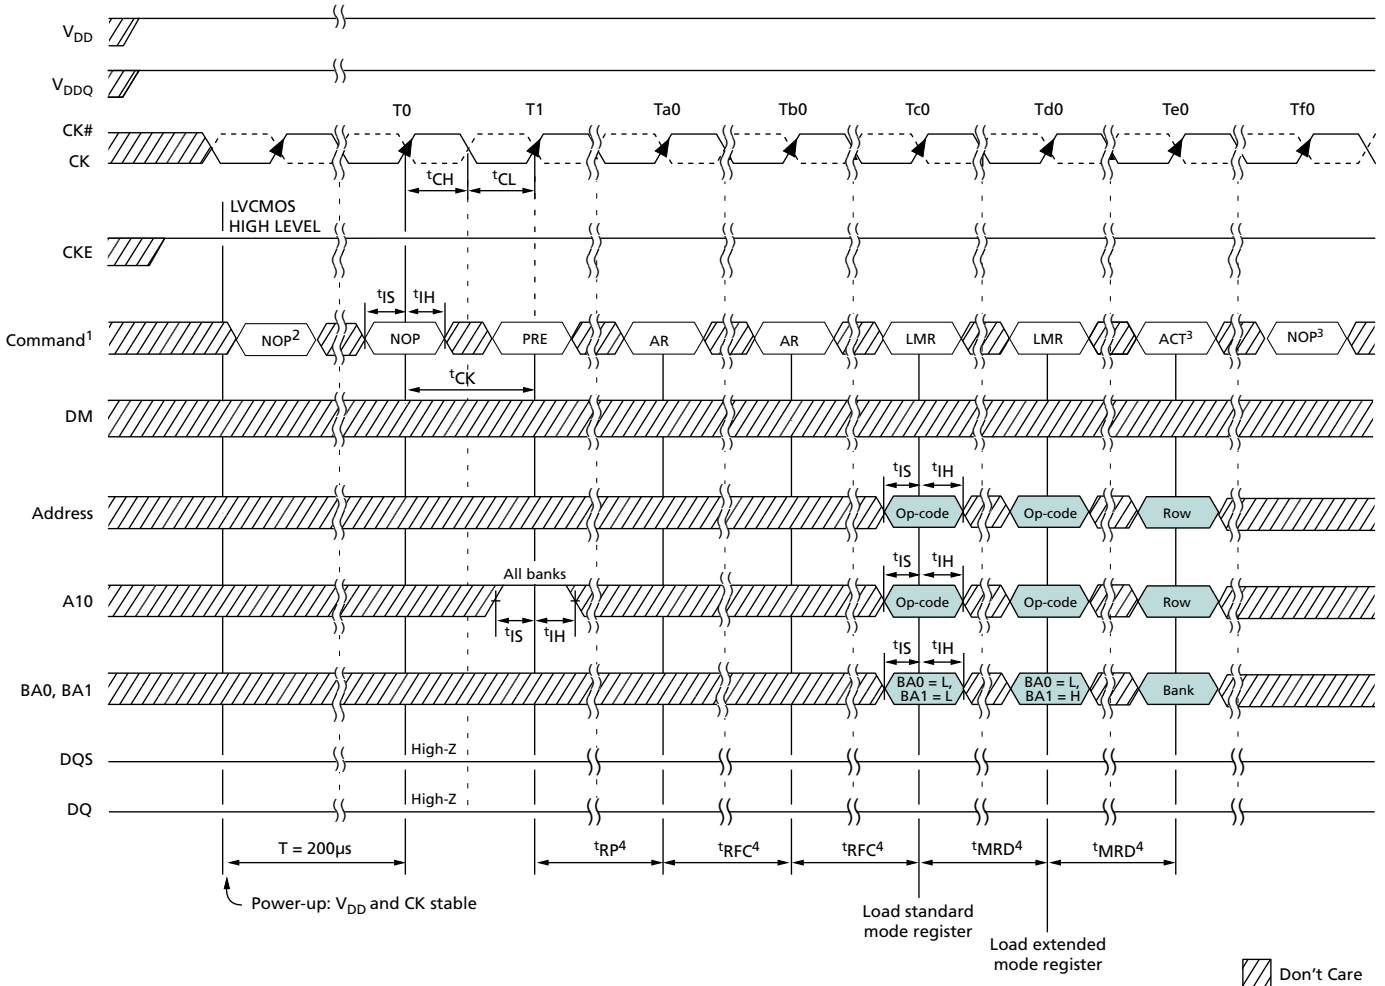 VDD
VDDQ
T0 T1 Ta0 Tb0 Tc0 Td0 Te0 Tf0
CK#
CK
tCH tCL
LVCMOS
HIGH LEVEL
CKE
tIS tIH
Command1 NOP2 NOP PRE AR AR LMR LMR ACT3 NOP3
tCK
DM
tIS tIH
Address Op-code Op-code Row
All banks tIS tIH
A10 Op-code Op-code Row
tIS tIH
tIS tIH
BA0, BA1 BA0 = L, BA1 = L BA0 = L, BA1 = H Bank
DQS High-Z
DQ High-Z
T = 200µs tRP4 tRFC4 tRFC4 tMRD4 tMRD4
Power-up: VDD and CK stable
Load standard
mode register
Load extended
mode register
Don't Care